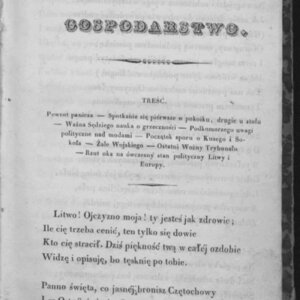 GOSPODARSTWO.
TREŚĆ.
Powrót panicza. — Spotkanie się pierwsze w pokoiku, drugie u stołu
— Ważna Sędziego nauka o grzeczności — Podkomorzego uwagi
polityczne nad modami — Początek sporu o Kusego i So-
koła — Żale Wojskiego — Ostatni Woźny Trybunału
— Rzut oka na ówczesny stan polityczny Litwy i
Europy.
Litwo! Ojczyzno moja! ty jesteś jak zdrowie;
Ile cię trzeba cenić, ten tylko się dowie
Kto cię stracił. Dziś piękność twą w całéj ozdobie
Widzę i opisuję, bo tęsknię po tobie.
Panno święta, co jasnéj bronisz Częstochowy